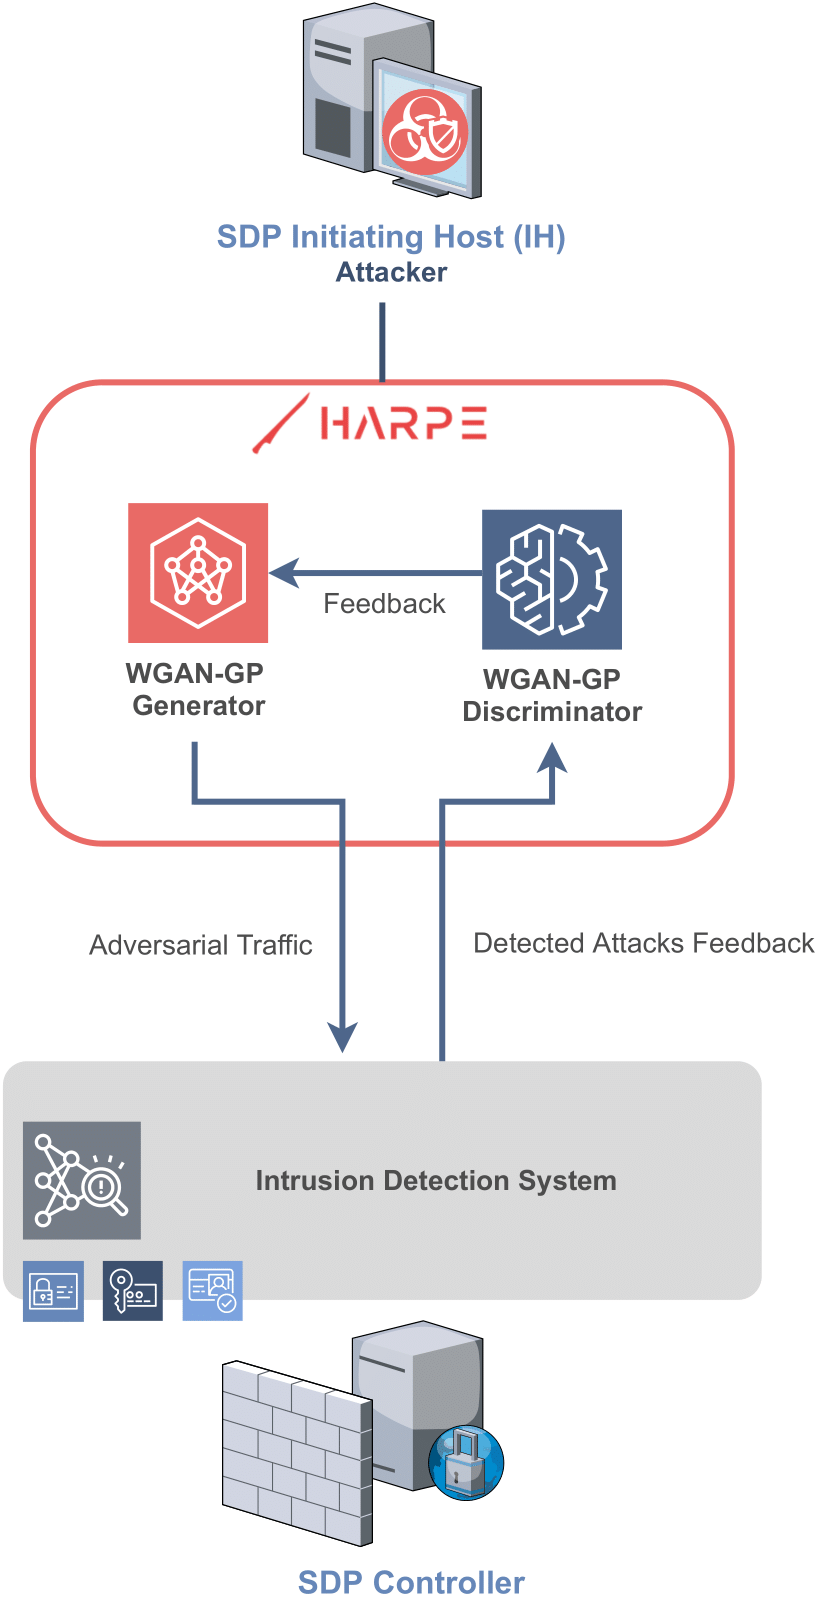 SDP Initiating Host (IH)
Attacker
HARPE
Feedback
WGAN-GP
Generator
WGAN-GP
Discriminator
Adversarial Traffic
Detected Attacks Feedback
Intrusion Detection System
SDP Controller